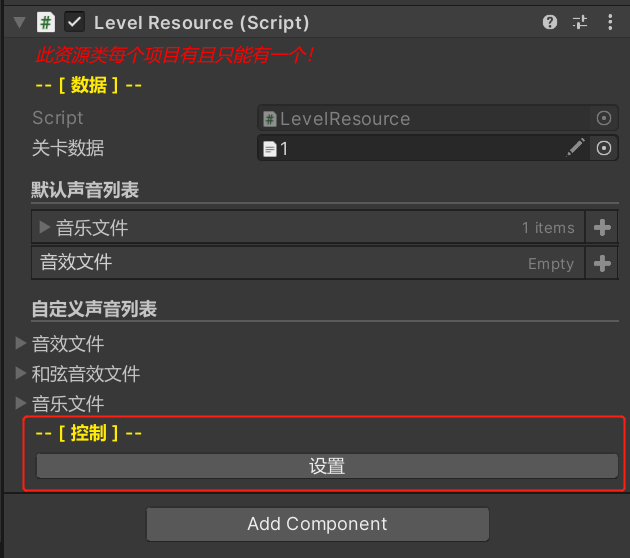 Level Resource (Script)
此资源类每个项目有且只能有一个!
-- [ 数据 ] --
Script LevelResource
关卡数据 1
默认声音列表
音乐文件 1 items
音效文件 Empty
自定义声音列表
音效文件
和弦音效文件
音乐文件
-- [ 控制 ] --
设置
Add Component